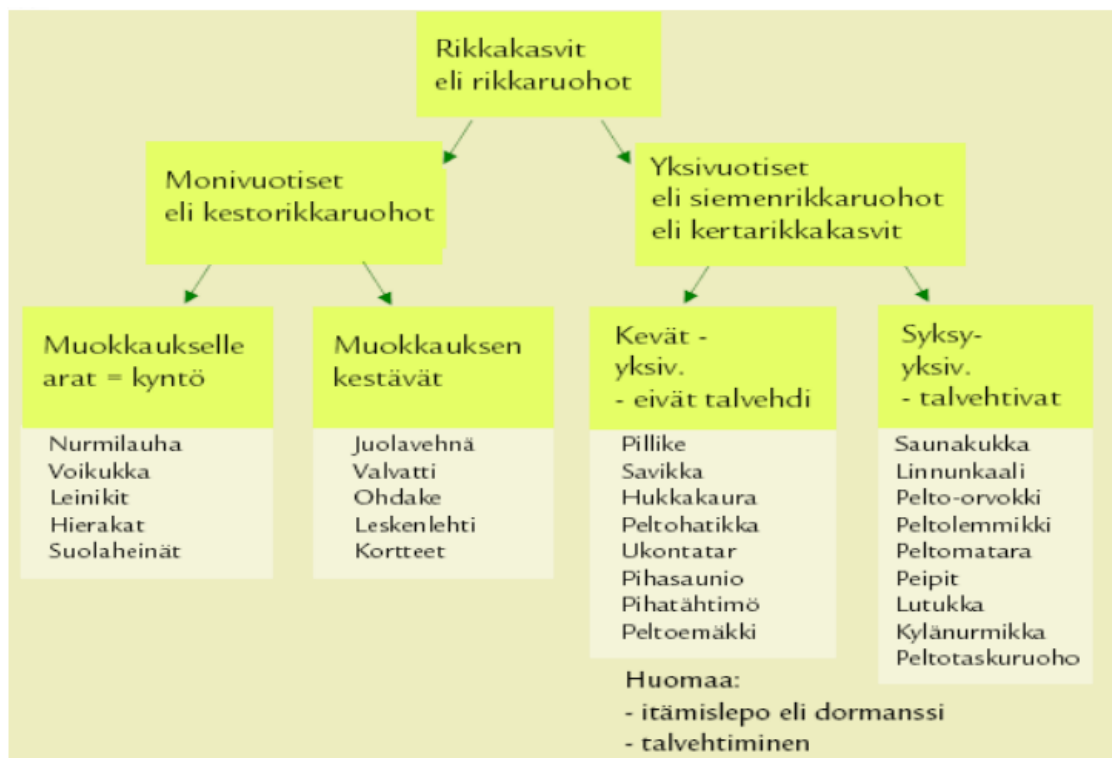 Rikkakasvit
eli rikkaruohot
Monivuotiset
eli kestorikkaruohot
Yksivuotiset
eli siemenrikkaruohot
eli kertarikkakasvit
Muokkaukselle
arat = kyntö
Nurmilauha
Voikukka
Leinikit
Hierakat
Suolaheinät
Muokkauksen
kestävät
Juolavehnä
Valvatti
Ohdake
Leskenlehti
Kortteet
Kevät -
yksiv.
- eivät talvehdi
Pillike
Savikka
Hukkakaura
Peltohatikka
Ukontatar
Pihasaunio
Pihatähtimö
Peltoemäkki
Syksy-
yksiv.
- talvehtivat
Saunakukka
Linnunkaali
Pelto-orvokki
Peltolemmikki
Peltomatara
Peipit
Lutukka
Kylänurmikka
Peltotaskuruoho
Huomaa:
- itämislepo eli dormanssi
- talvehtiminen